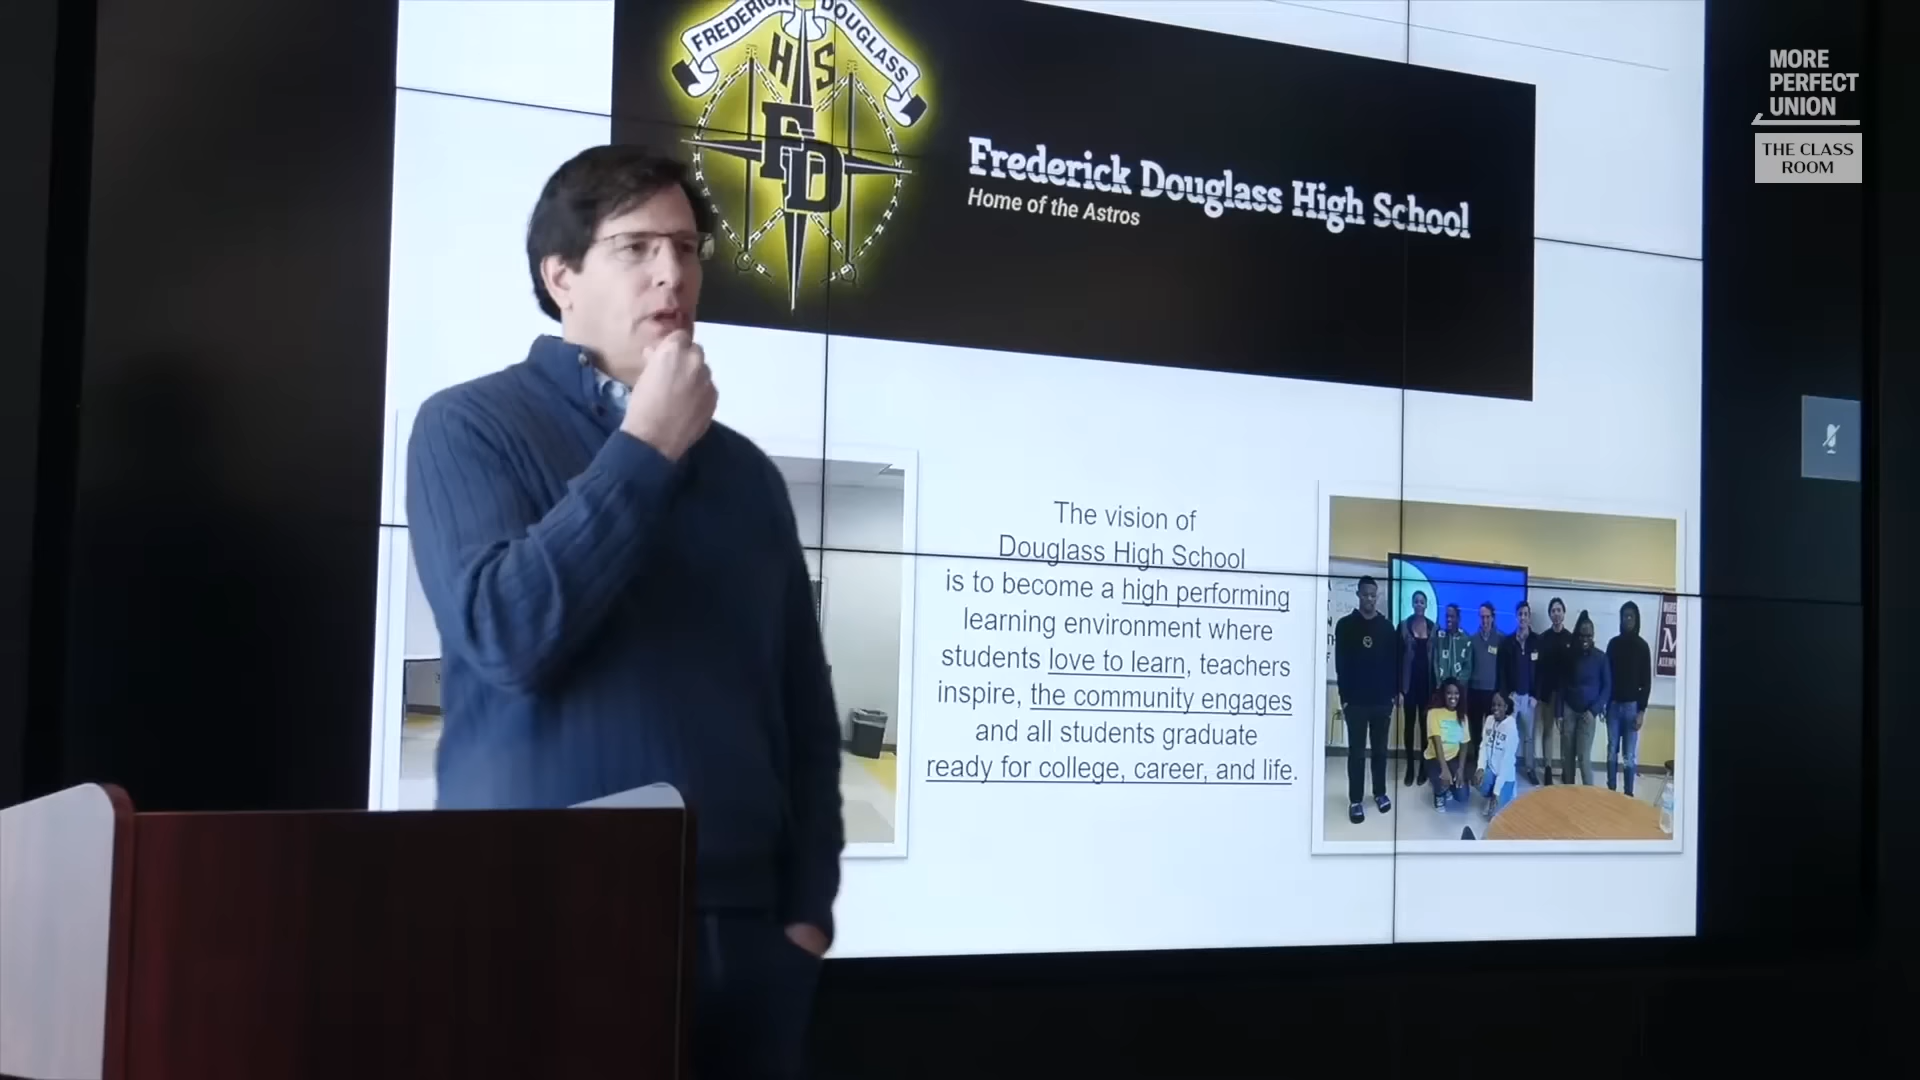 FREDERICK DOUGLASS
H S
FD
MORE
PERFECT
UNION
THE CLASS
ROOM
Frederick Douglass High School
Home of the Astros
The vision of
Douglass High School
is to become a high performing
learning environment where
students love to learn, teachers
inspire, the community engages
and all students graduate
ready for college, career, and life.